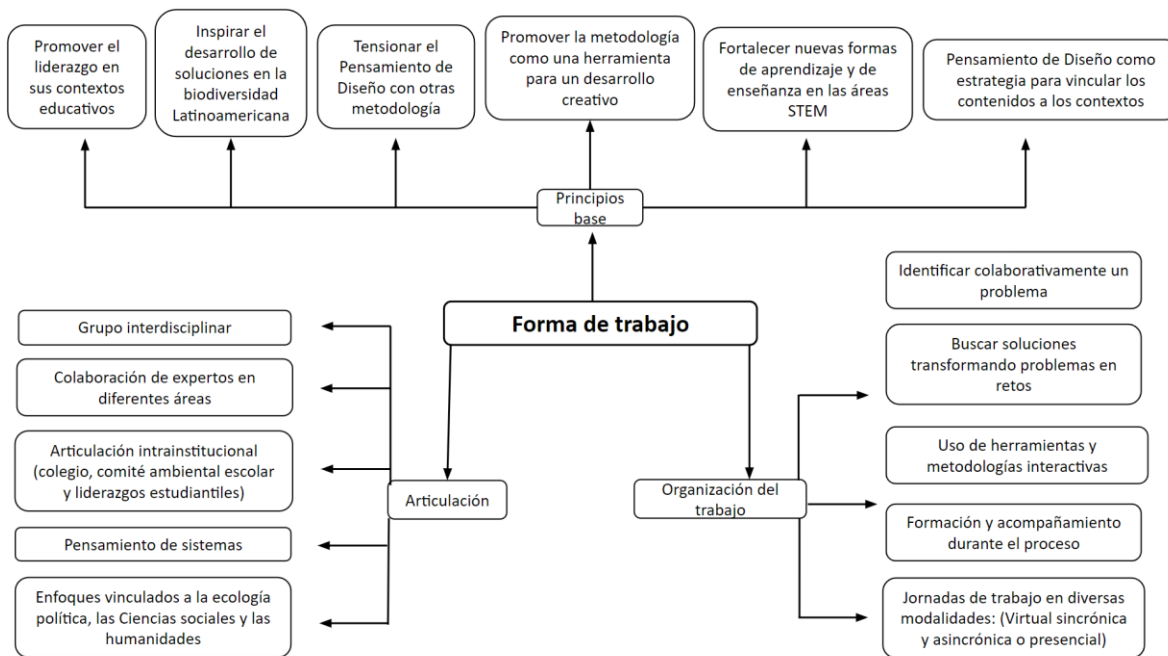 Promover el
liderazgo en
sus contextos
educativos
Inspirar el
desarrollo de
soluciones en la
biodiversidad
Latinoamericana
Tensionar el
Pensamiento de
Diseño con otras
metodología
Promover la metodología
como una herramienta
para un desarrollo
creativo
Fortalecer nuevas formas
de aprendizaje y de
enseñanza en las áreas
STEM
Pensamiento de Diseño como
estrategia para vincular los
contenidos a los contextos
Principios
base
Forma de trabajo
Grupo interdisciplinar
Colaboración de expertos en
diferentes áreas
Articulación intrainstitucional
(colegio, comité ambiental escolar
y liderazgos estudiantiles)
Pensamiento de sistemas
Enfoques vinculados a la ecología
política, las Ciencias sociales y las
humanidades
Articulación
Organización del
trabajo
Identificar colaborativamente un
problema
Buscar soluciones
transformando problemas en
retos
Uso de herramientas y
metodologías interactivas
Formación y acompañamiento
durante el proceso
Jornadas de trabajo en diversas
modalidades: (Virtual sincrónica
y asincrónica o presencial)